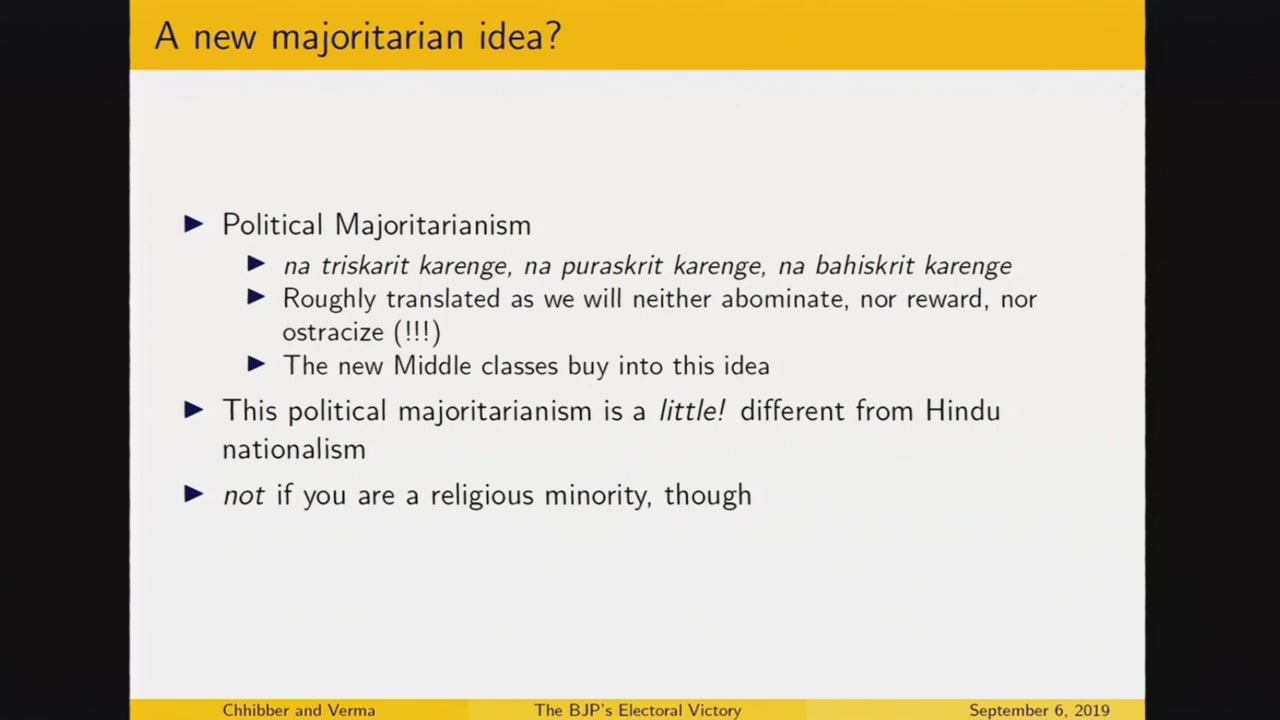 A new majoritarian idea?
Political Majoritarianism
na triskarit karenge, na puraskrit karenge, na bahiskrit karenge
Roughly translated as we will neither abominate, nor reward, nor
ostracize (!!!)
The new Middle classes buy into this idea
This political majoritarianism is a little! different from Hindu
nationalism
not if you are a religious minority, though
Chhibber and Verma
The BJP's Electoral Victory
September 6, 2019